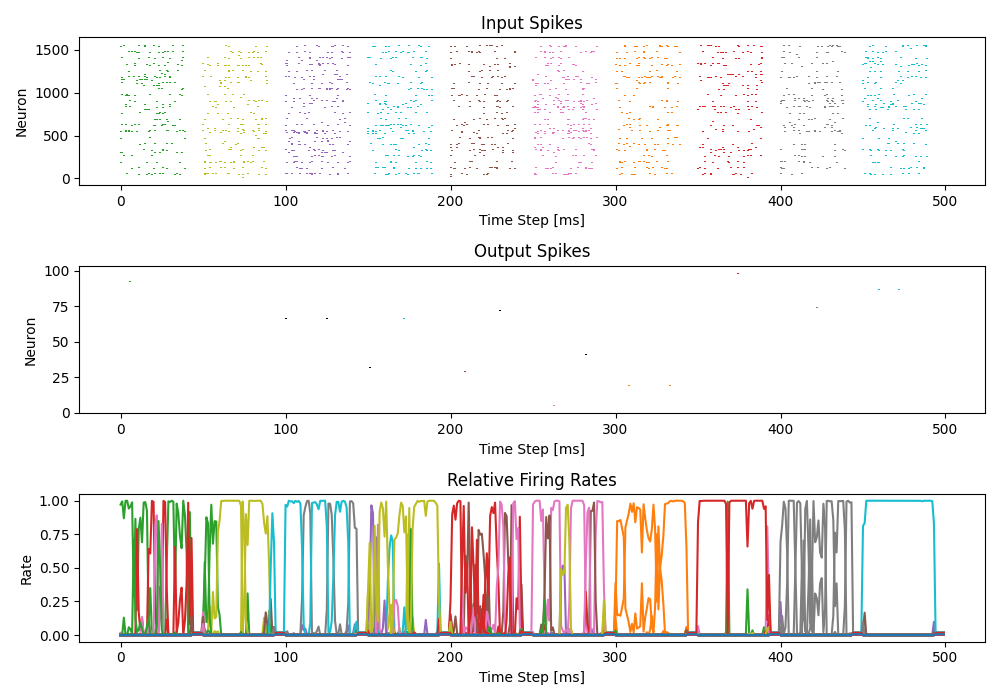 Input Spikes
1500
1000
500
0
Neuron
0 100 200 300 400 500
Time Step [ms]
Output Spikes
100
75
50
25
0
Neuron
0 100 200 300 400 500
Time Step [ms]
Relative Firing Rates
1.00
0.75
0.50
0.25
0.00
Rate
0 100 200 300 400 500
Time Step [ms]